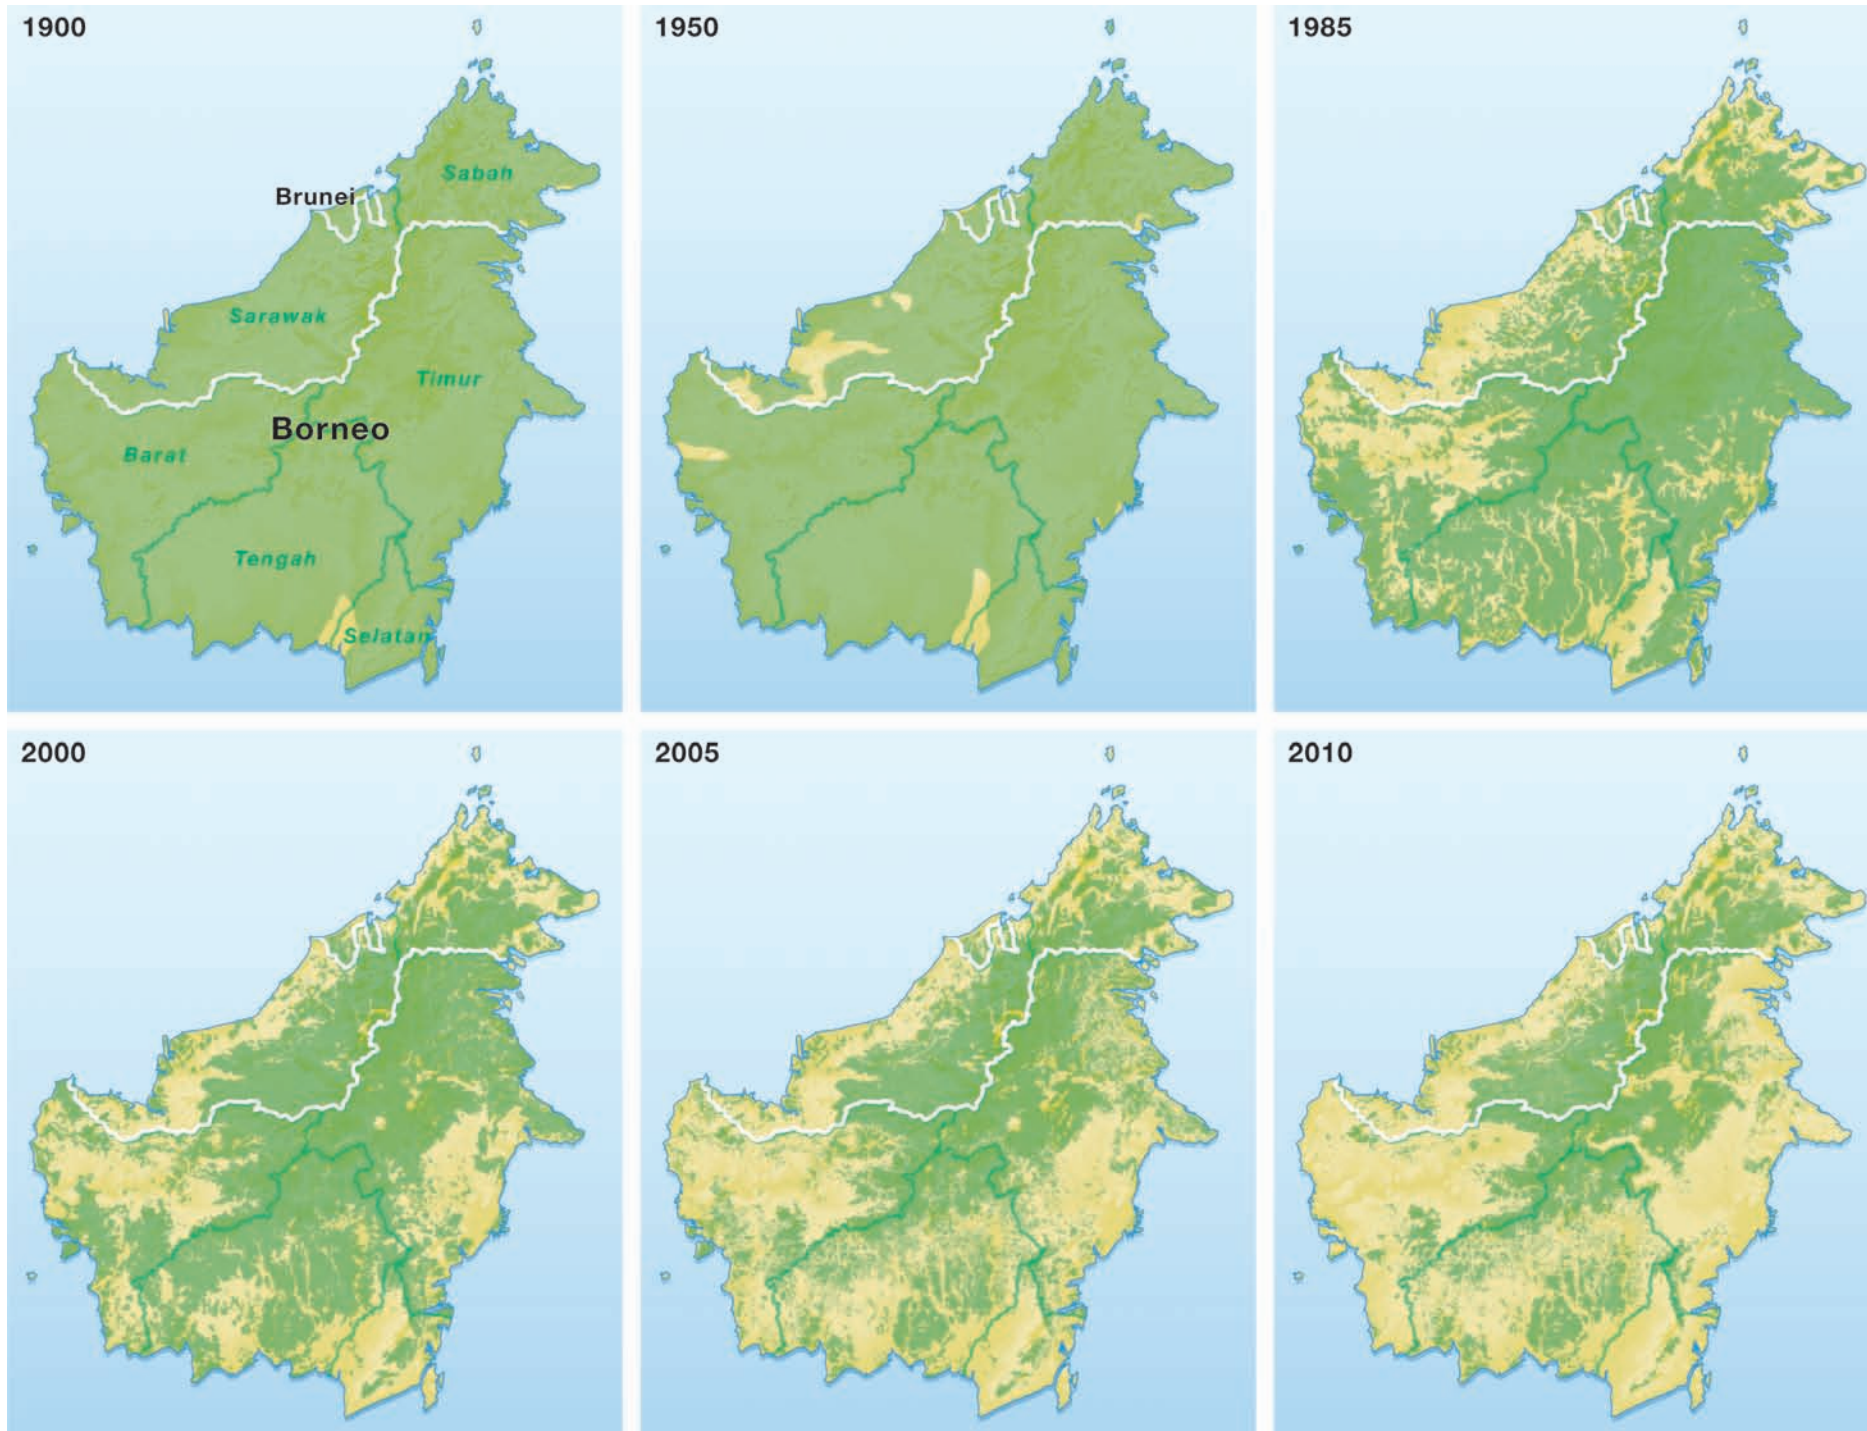 1900
1950
1985
Sabah
Brunei
Sarawak
Timur
Borneo
Barat
Tengah
Selatan
2000
2005
2010